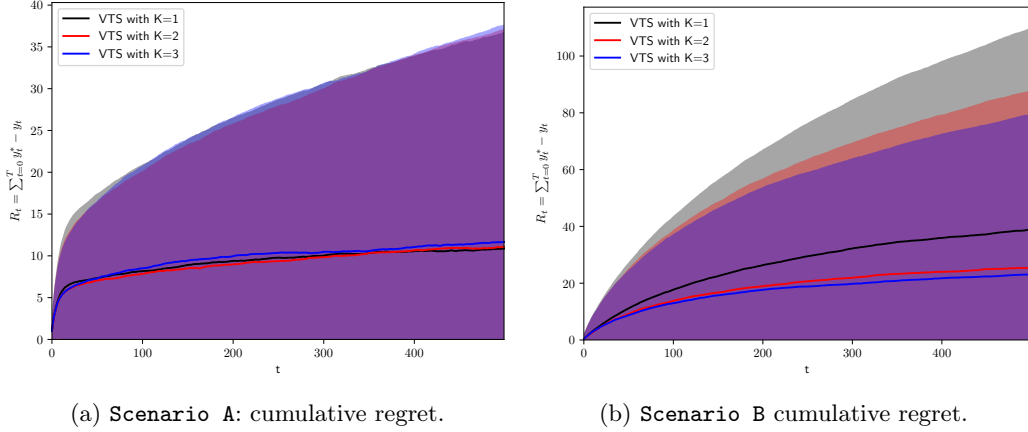 40
35
30
25
20
15
10
5
0
R_t = \sum_{t=0}^{T} y_t^* − y_t
VTS with K=1
VTS with K=2
VTS with K=3
0 100 200 300 400
t
(a) Scenario A: cumulative regret.
100
80
60
40
20
0
R_t = \sum_{t=0}^{T} y_t^* − y_t
VTS with K=1
VTS with K=2
VTS with K=3
0 100 200 300 400
t
(b) Scenario B cumulative regret.